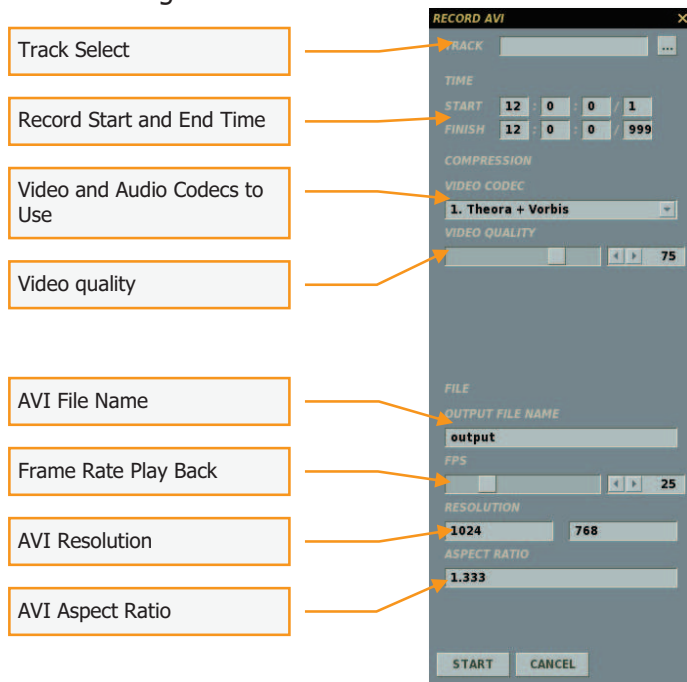 RECORD AVI ×
Track Select
TRACK ...
TIME
Record Start and End Time
START 12 : 0 : 0 / 1
FINISH 12 : 0 : 0 / 999
COMPRESSION
Video and Audio Codecs to
Use
VIDEO CODEC
1. Theora + Vorbis
VIDEO QUALITY
75
Video quality
FILE
AVI File Name
OUTPUT FILE NAME
output
Frame Rate Play Back
FPS
25
RESOLUTION
AVI Resolution
1024 768
ASPECT RATIO
1.333
AVI Aspect Ratio
START CANCEL